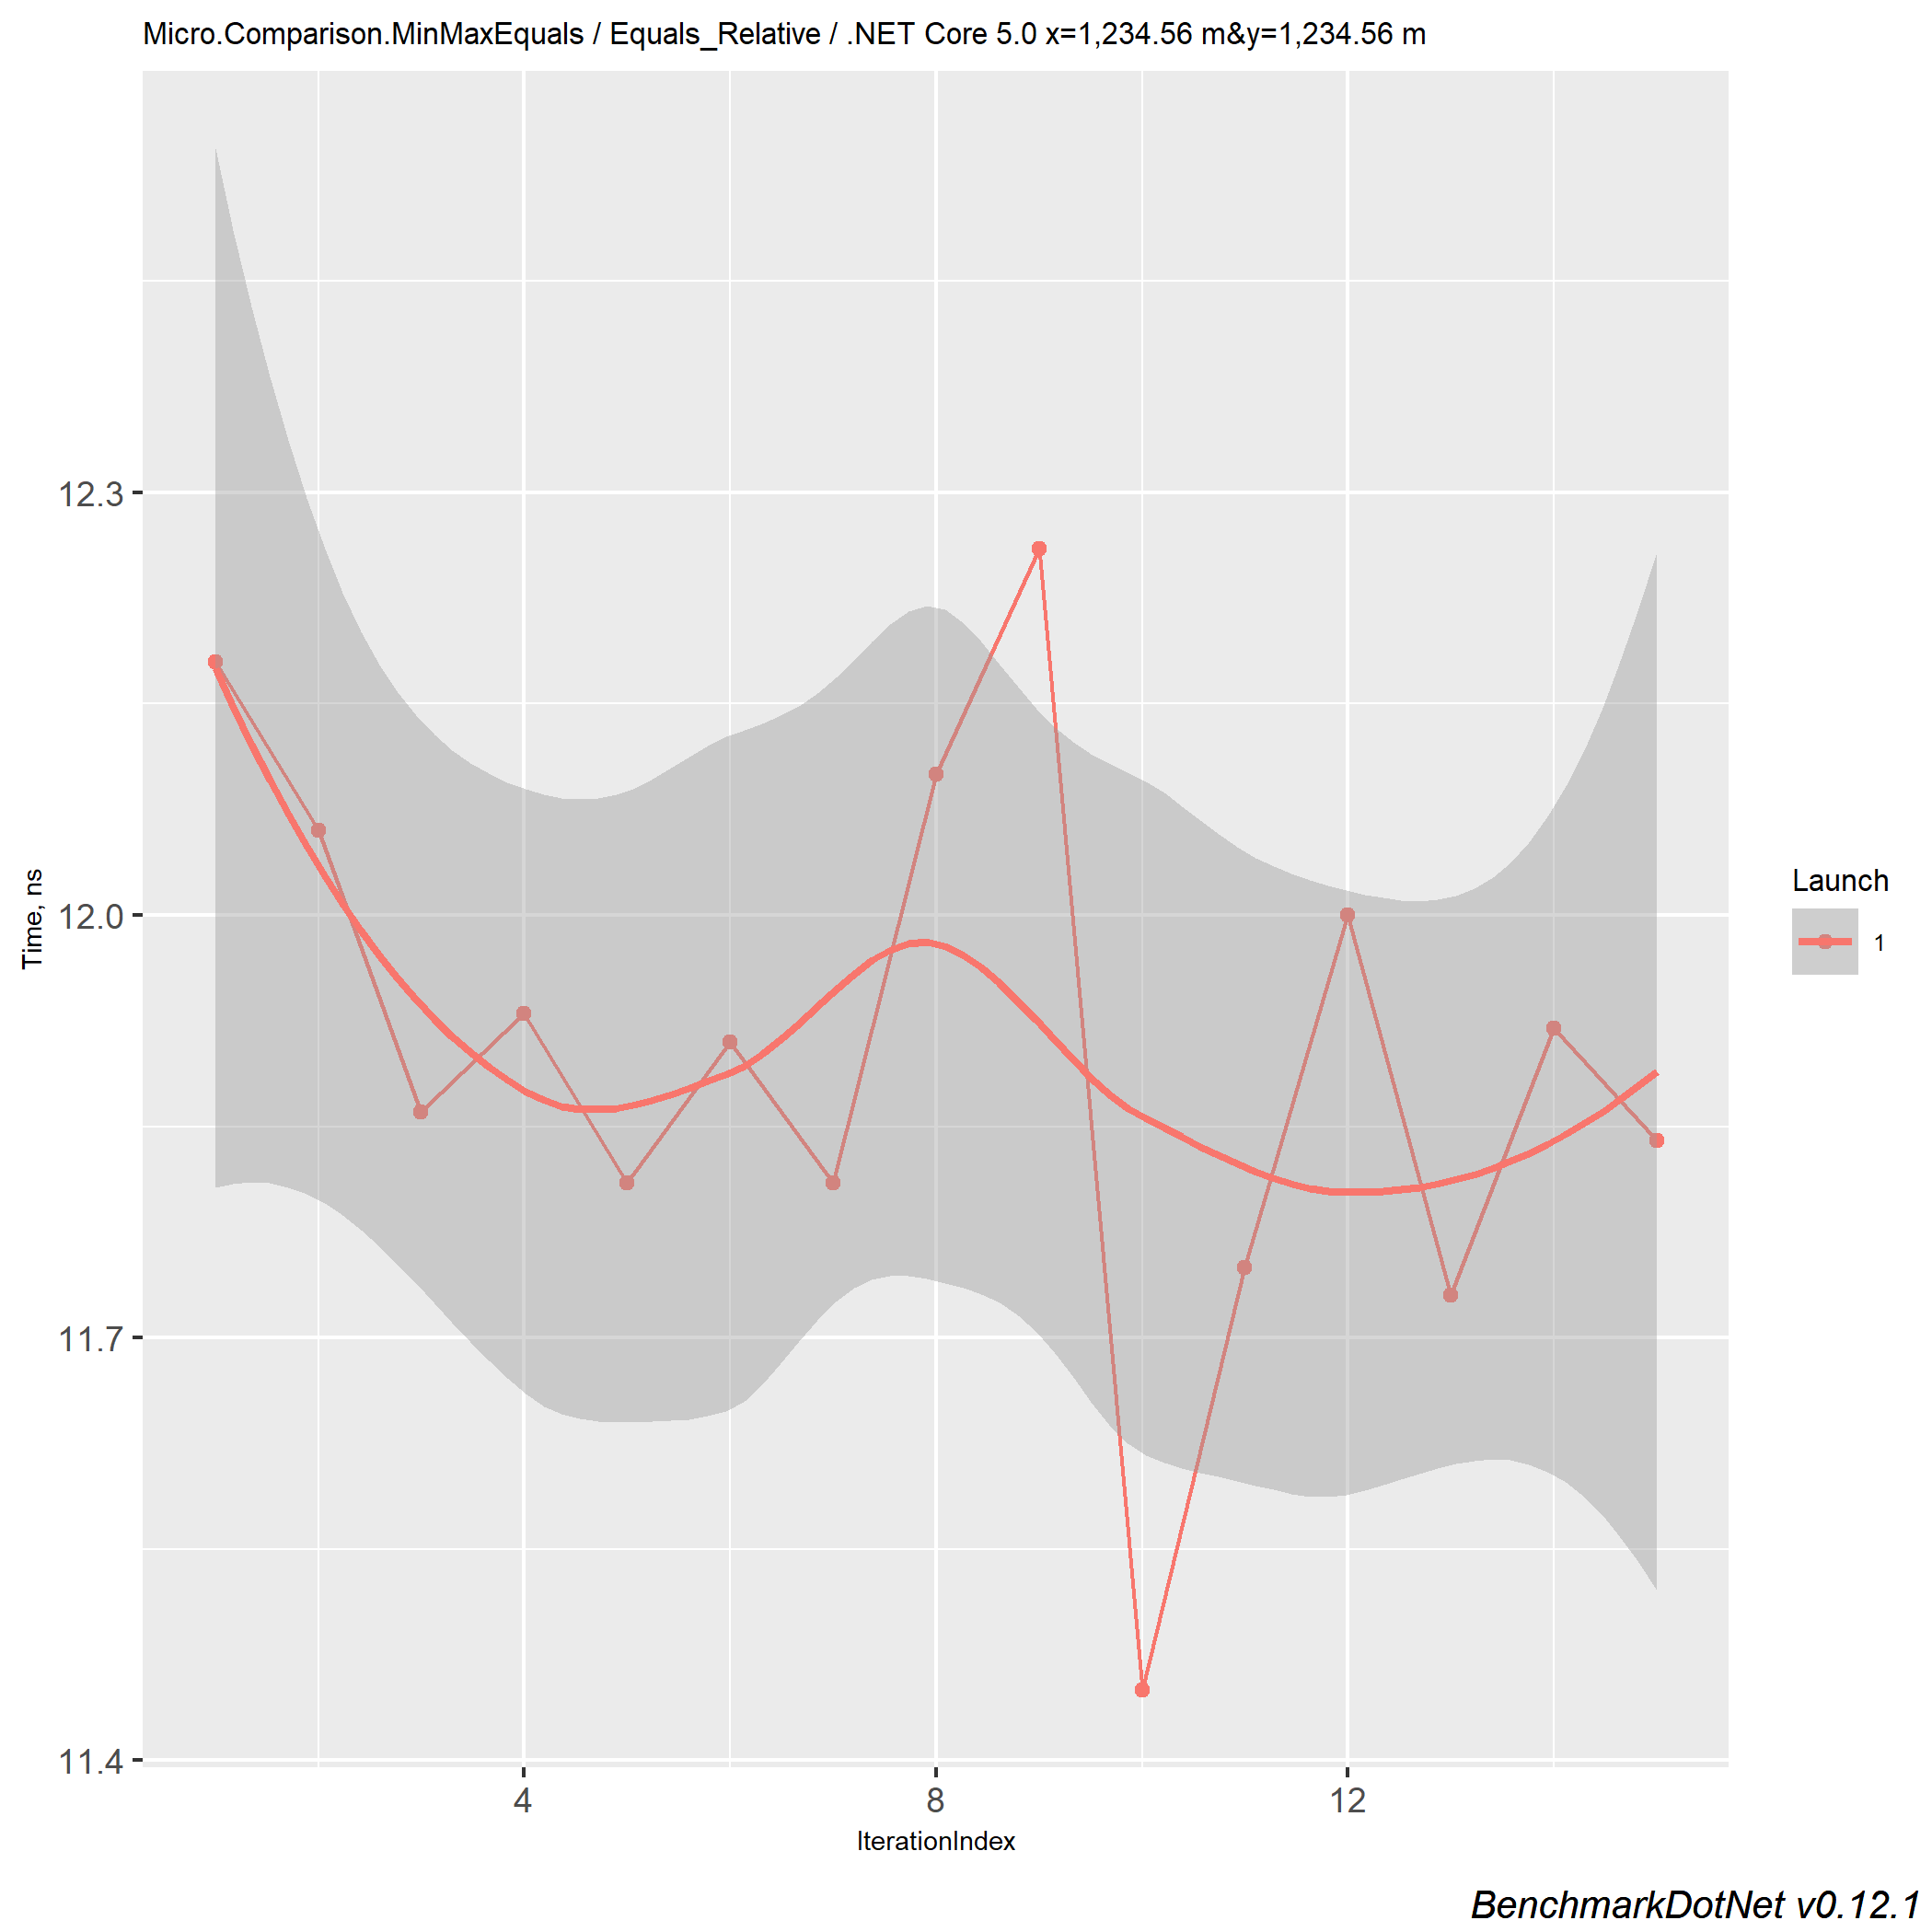 Micro.Comparison.MinMaxEquals / Equals_Relative / .NET Core 5.0 x=1,234.56 m&y=1,234.56 m
Time, ns
12.3
12.0
11.7
11.4
4
8
12
IterationIndex
Launch
1
BenchmarkDotNet v0.12.1